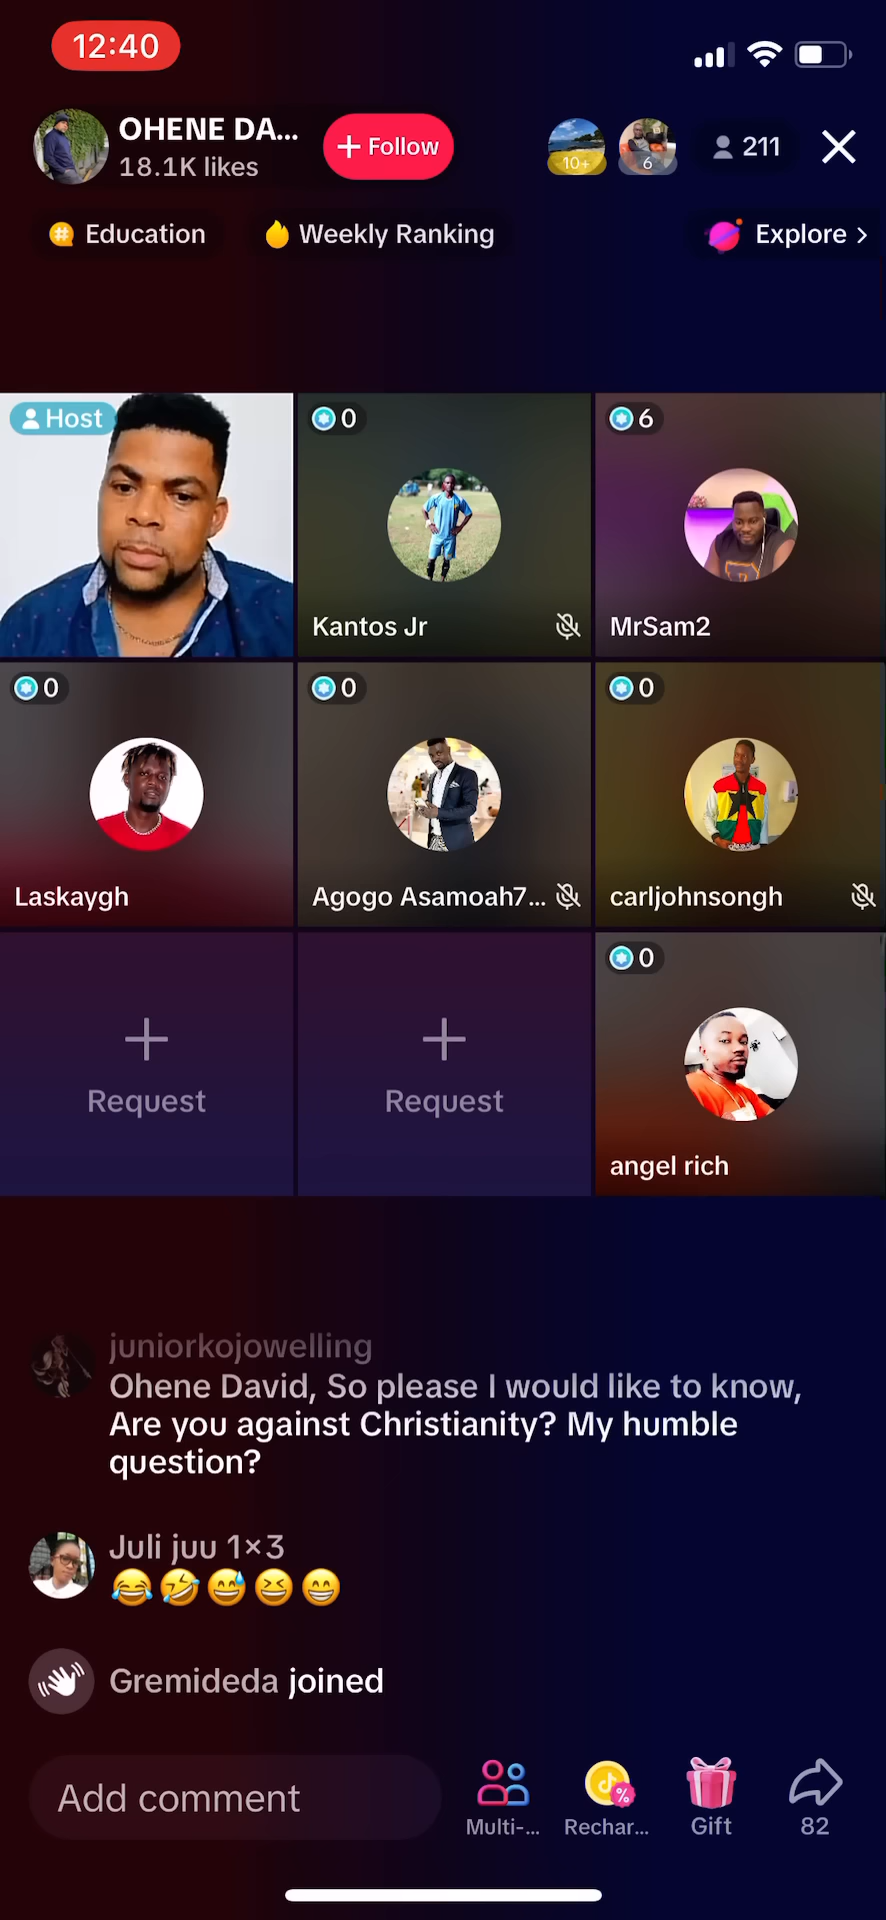 12:40
OHENE DA...
18.1K likes
+ Follow
10+
6
211
Education
Weekly Ranking
Explore >
Host
0
6
Kantos Jr
MrSam2
0
0
0
Laskaygh
Agogo Asamoah7...
carljohnsongh
0
Request
Request
angel rich
juniorkojowelling
Ohene David, So please I would like to know,
Are you against Christianity? My humble
question?
Juli juu 1×3
😂🤣😅😆😁
Gremideda joined
Add comment
Multi-...
Rechar...
Gift
82